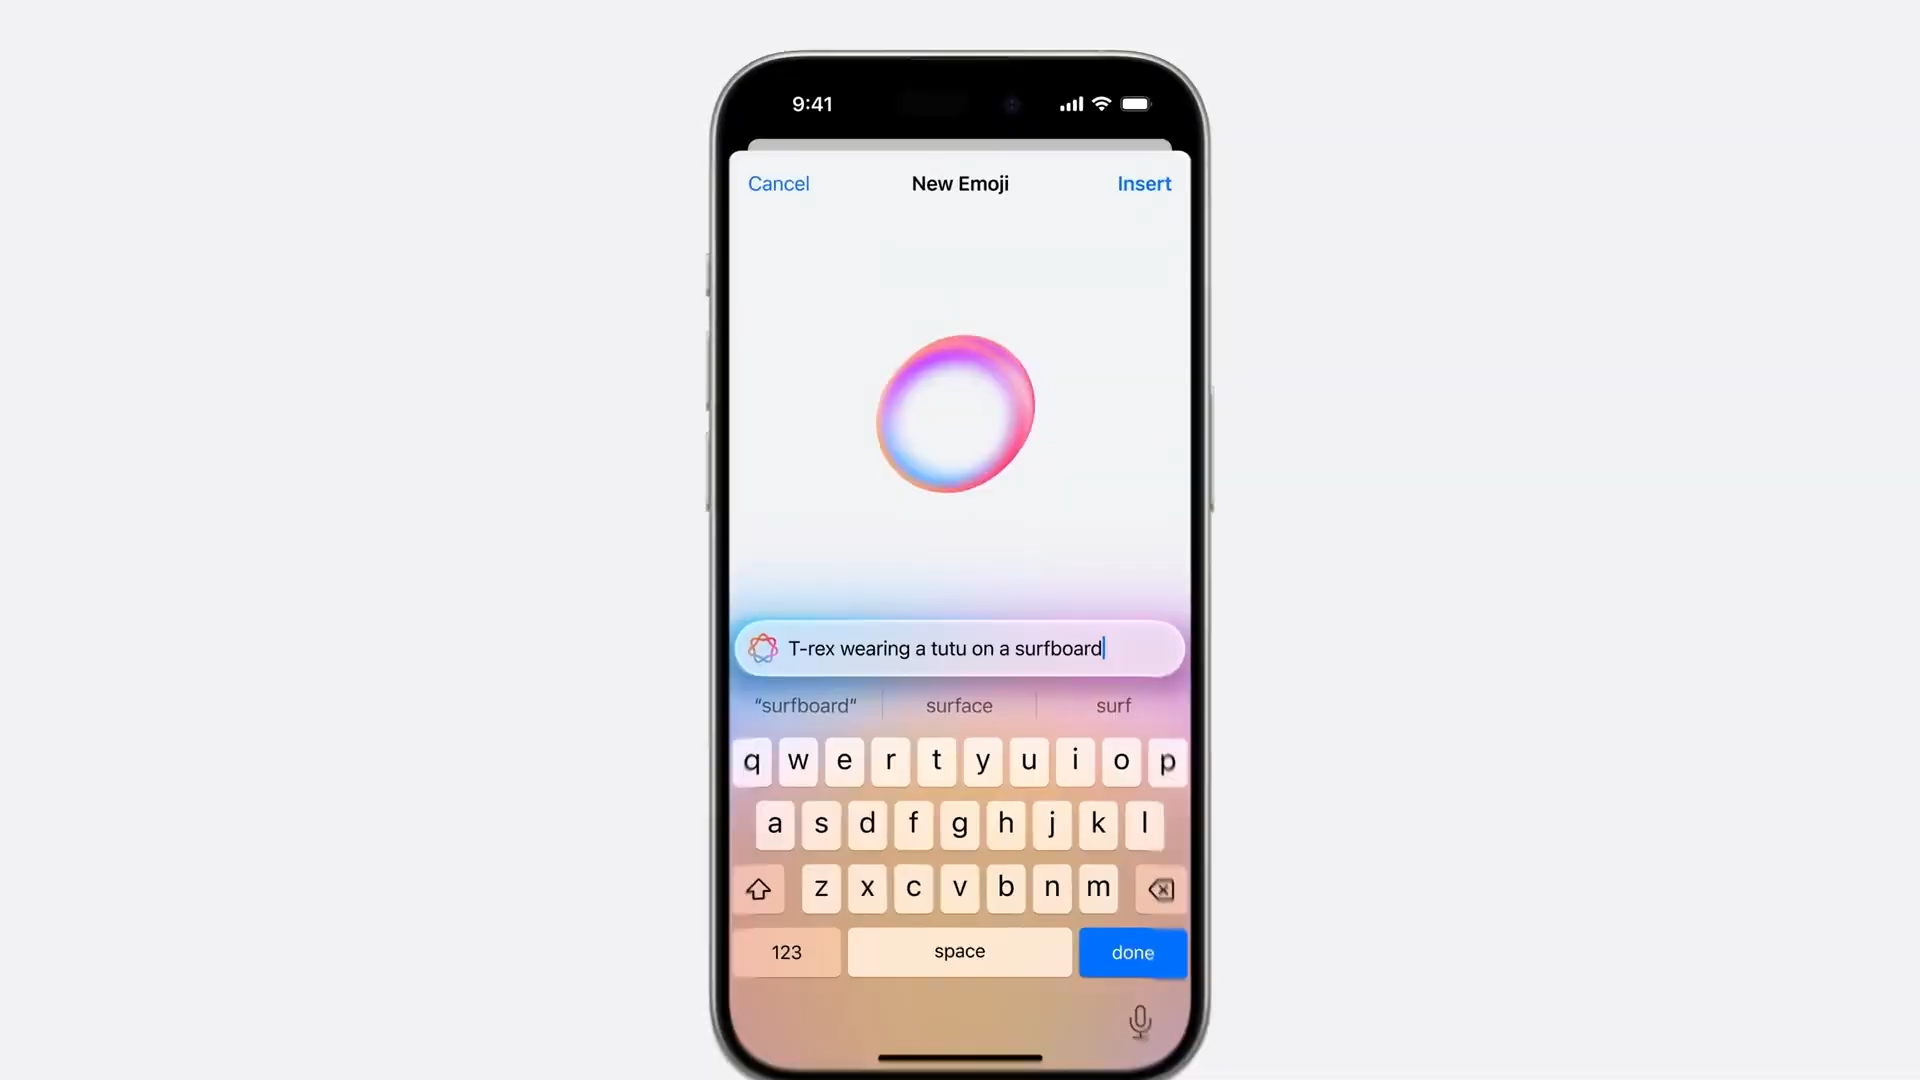 9:41
Cancel New Emoji Insert
T-rex wearing a tutu on a surfboard
“surfboard” surface surf
q w e r t y u i o p
a s d f g h j k l
z x c v b n m
123 space done